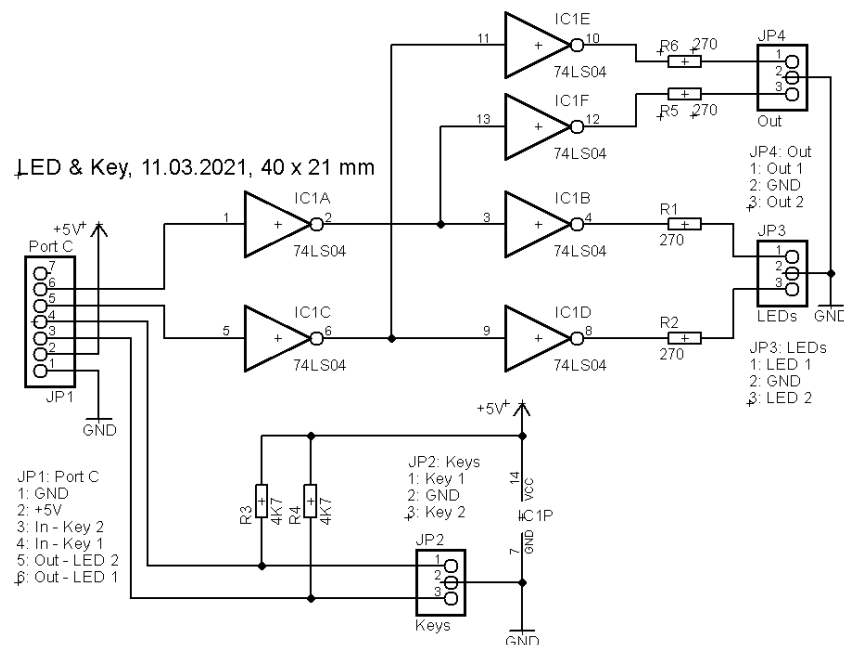 IC1E
11
10
74LS04
R6
270
JP4
1
2
3
Out
IC1F
13
12
74LS04
R5
270
JP4: Out
1: Out 1
2: GND
3: Out 2
LED & Key, 11.03.2021, 40 x 21 mm
IC1A
1
2
74LS04
IC1B
3
4
74LS04
R1
270
JP3
1
2
3
LEDs
GND
+5V
Port C
7
6
5
4
3
2
1
JP1
GND
IC1C
5
6
74LS04
IC1D
9
8
74LS04
R2
270
JP3: LEDs
1: LED 1
2: GND
3: LED 2
+5V
JP1: Port C
1: GND
2: +5V
3: In - Key 2
4: In - Key 1
5: Out - LED 2
6: Out - LED 1
R3
4K7
R4
4K7
JP2: Keys
1: Key 1
2: GND
3: Key 2
14
VCC
IC1P
7
GND
JP2
1
2
3
Keys
GND